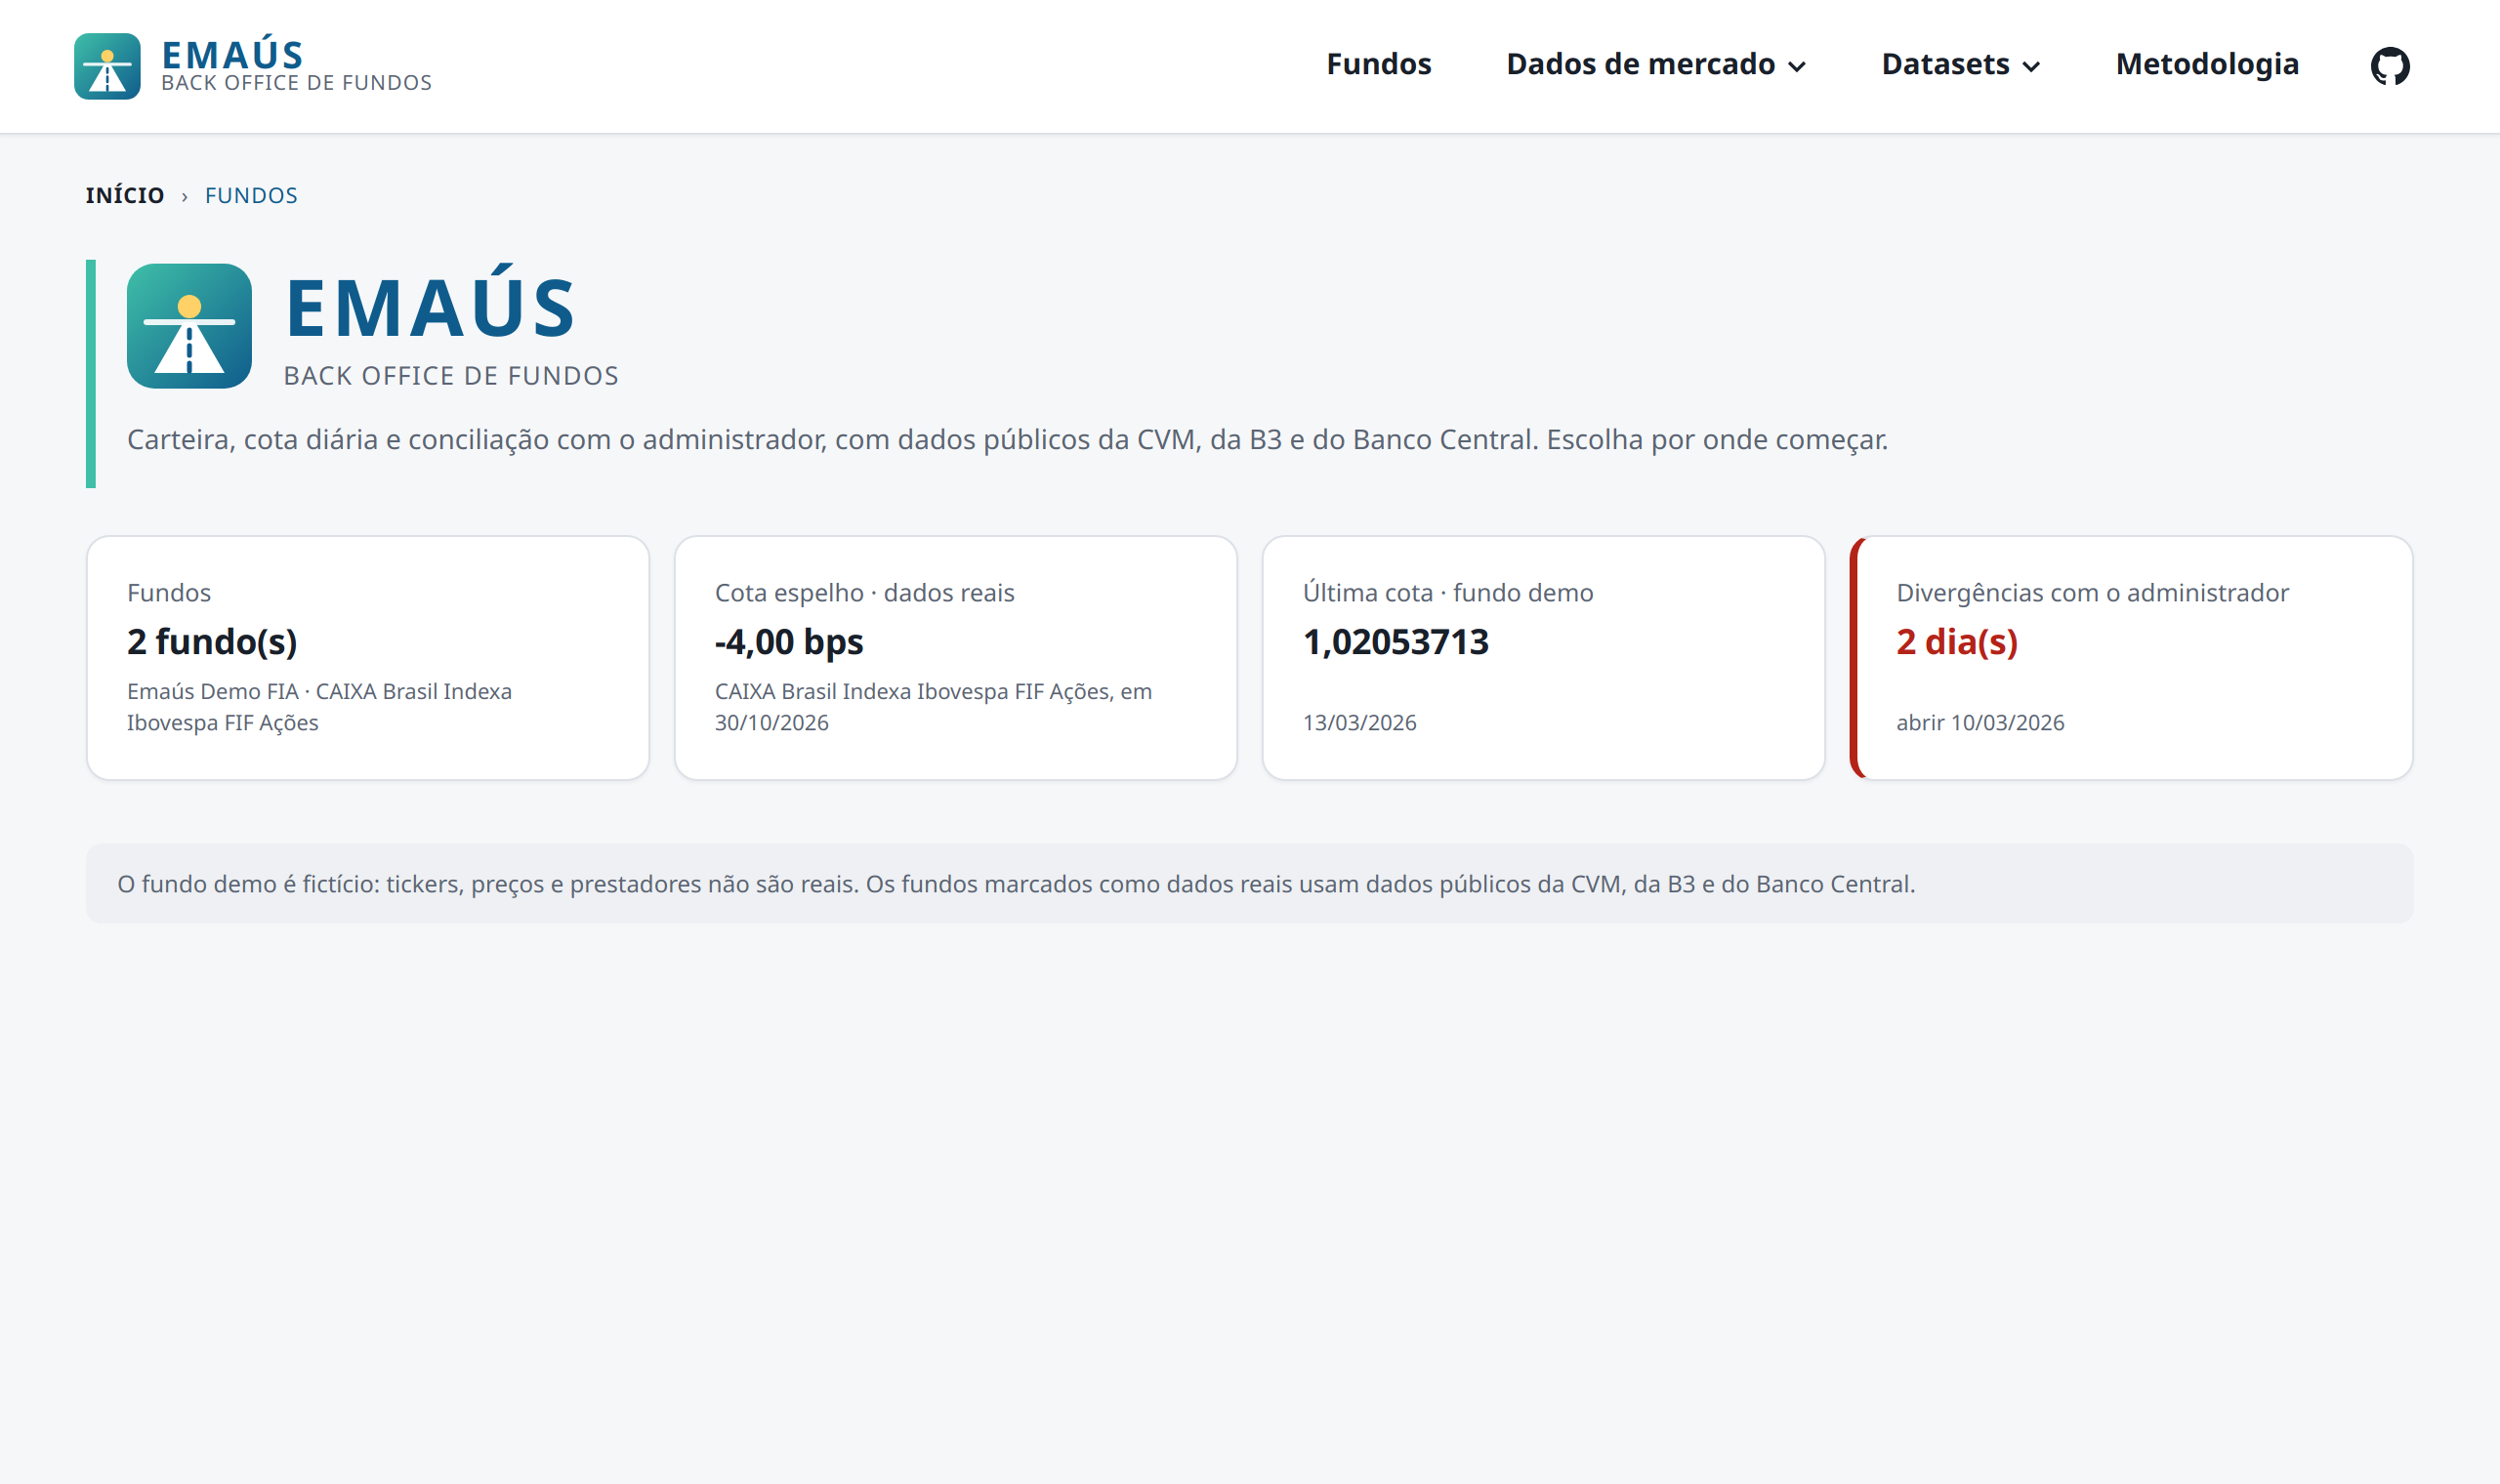 EMAÚS
BACK OFFICE DE FUNDOS
Fundos
Dados de mercado
Datasets
Metodologia
INÍCIO › FUNDOS
EMAÚS
BACK OFFICE DE FUNDOS
Carteira, cota diária e conciliação com o administrador, com dados públicos da CVM, da B3 e do Banco Central. Escolha por onde começar.
Fundos
2 fundo(s)
Emaús Demo FIA · CAIXA Brasil Indexa
Ibovespa FIF Ações
Cota espelho · dados reais
-4,00 bps
CAIXA Brasil Indexa Ibovespa FIF Ações, em
30/10/2026
Última cota · fundo demo
1,02053713
13/03/2026
Divergências com o administrador
2 dia(s)
abrir 10/03/2026
O fundo demo é fictício: tickers, preços e prestadores não são reais. Os fundos marcados como dados reais usam dados públicos da CVM, da B3 e do Banco Central.